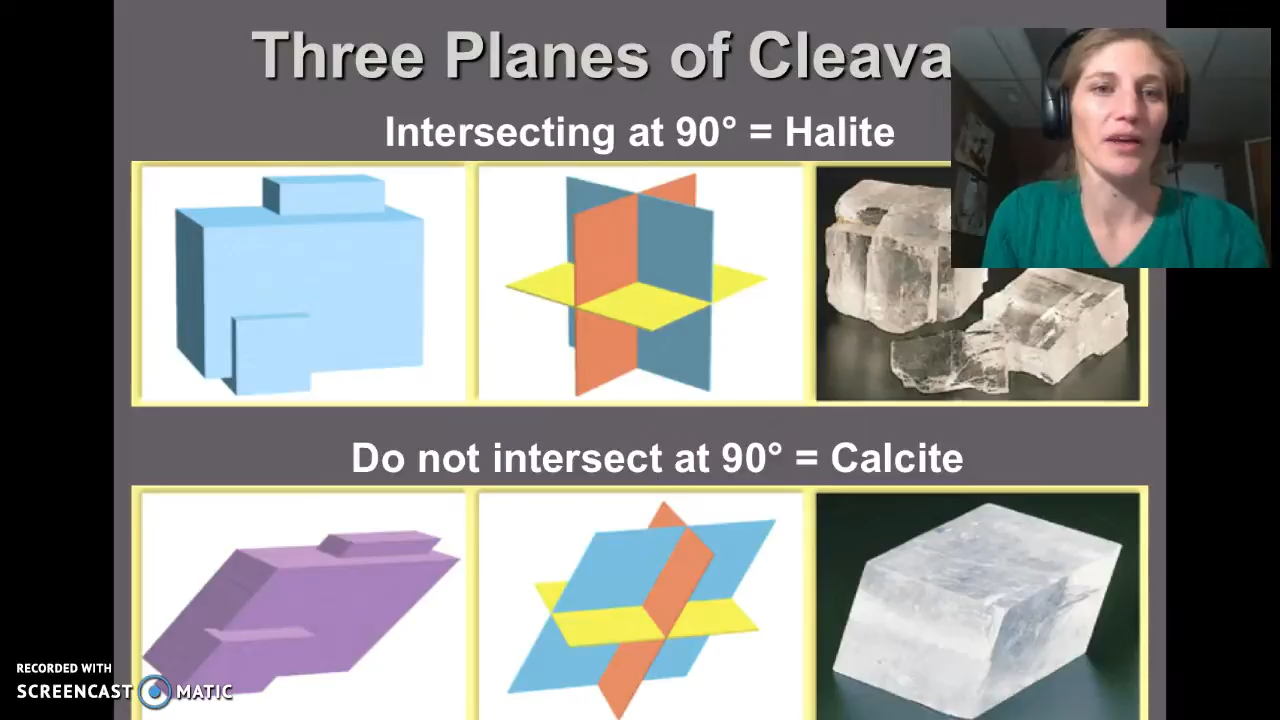 Three Planes of Cleava
Intersecting at 90° = Halite
Do not intersect at 90° = Calcite
RECORDED WITH
SCREENCAST MATIC